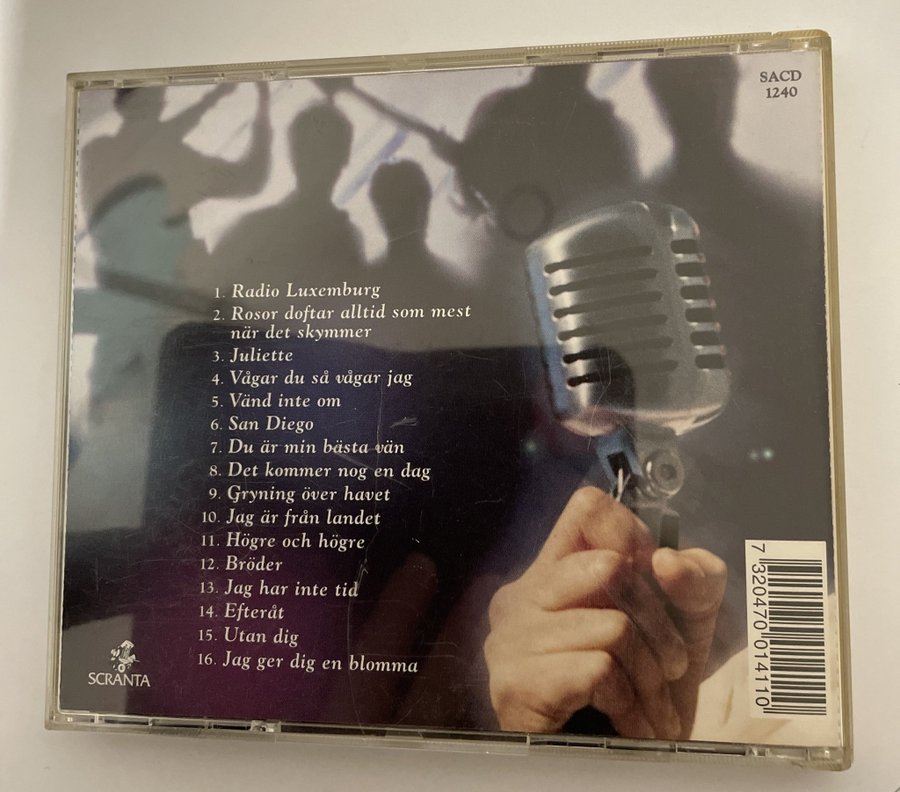 SACD
1240
1. Radio Luxemburg
2. Rosor doftar alltid som mest
när det skymmer
3. Juliette
4. Vågar du så vågar jag
5. Vänd inte om
6. San Diego
7. Du är min bästa vän
8. Det kommer nog en dag
9. Gryning över havet
10. Jag är från landet
11. Högre och högre
12. Bröder
13. Jag har inte tid
14. Efteråt
15. Utan dig
16. Jag ger dig en blomma
SCRANTA
7 320470 014110